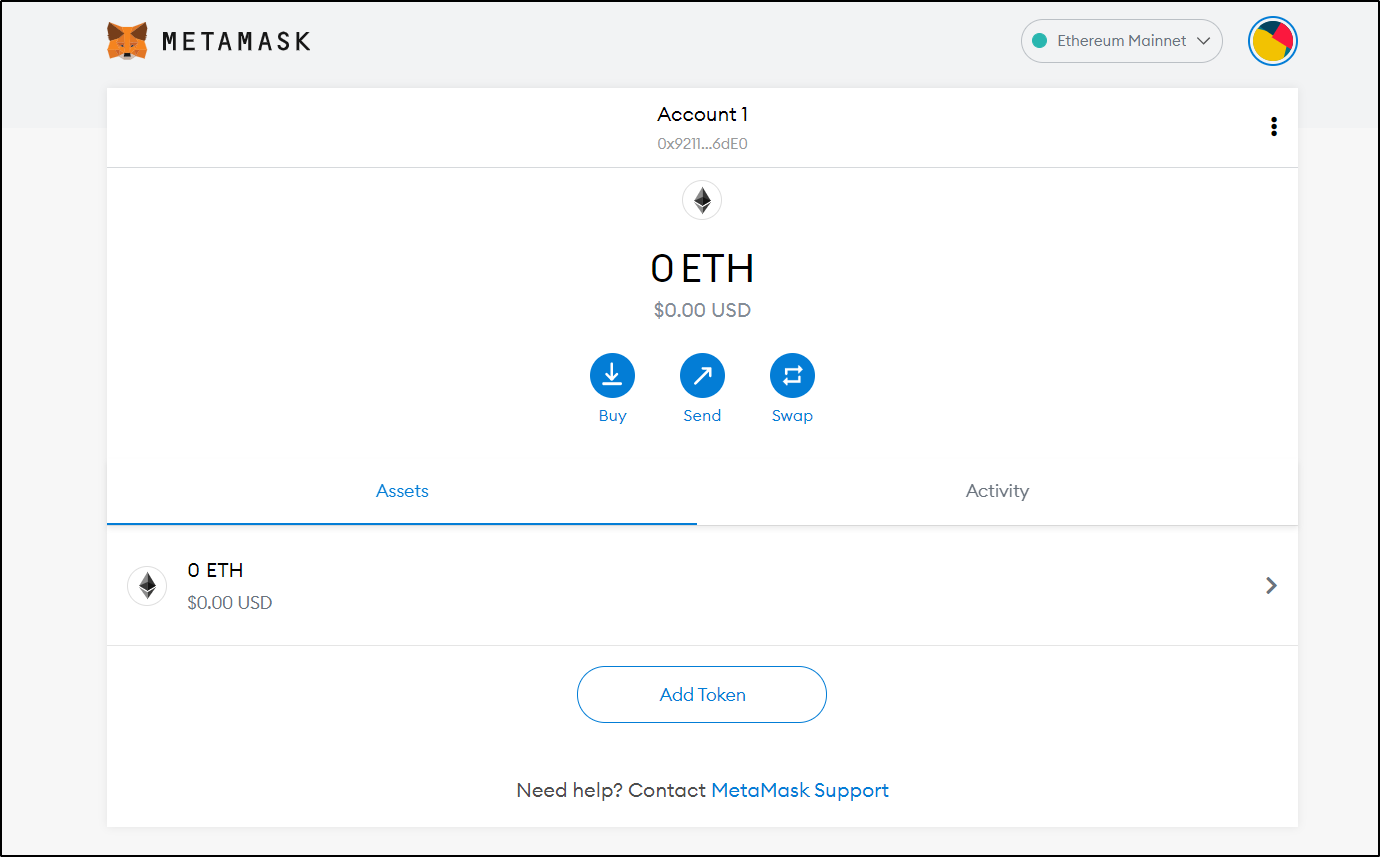 METAMASK
Ethereum Mainnet
Account 1
0x9211...6dE0
0 ETH
$0.00 USD
Buy Send Swap
Assets Activity
0 ETH
$0.00 USD
Add Token
Need help? Contact MetaMask Support